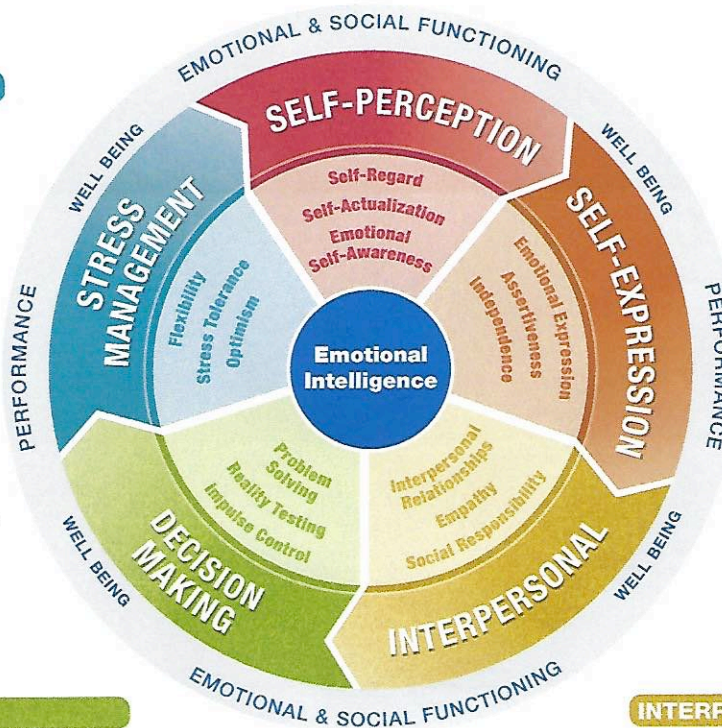 EMOTIONAL & SOCIAL FUNCTIONING
WELL BEING
WELL BEING
PERFORMANCE
PERFORMANCE
WELL BEING
WELL BEING
EMOTIONAL & SOCIAL FUNCTIONING
SELF-PERCEPTION
Self-Regard
Self-Actualization
Emotional
Self-Awareness
SELF-EXPRESSION
Emotional Expression
Assertiveness
Independence
INTERPERSONAL
Interpersonal
Relationships
Empathy
Social Responsibility
DECISION
MAKING
Problem
Solving
Reality Testing
Impulse Control
STRESS
MANAGEMENT
Flexibility
Stress Tolerance
Optimism
Emotional
Intelligence